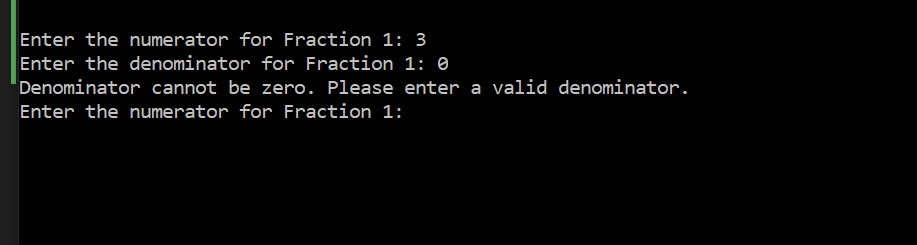 Enter the numerator for Fraction 1: 3
Enter the denominator for Fraction 1: 0
Denominator cannot be zero. Please enter a valid denominator.
Enter the numerator for Fraction 1: